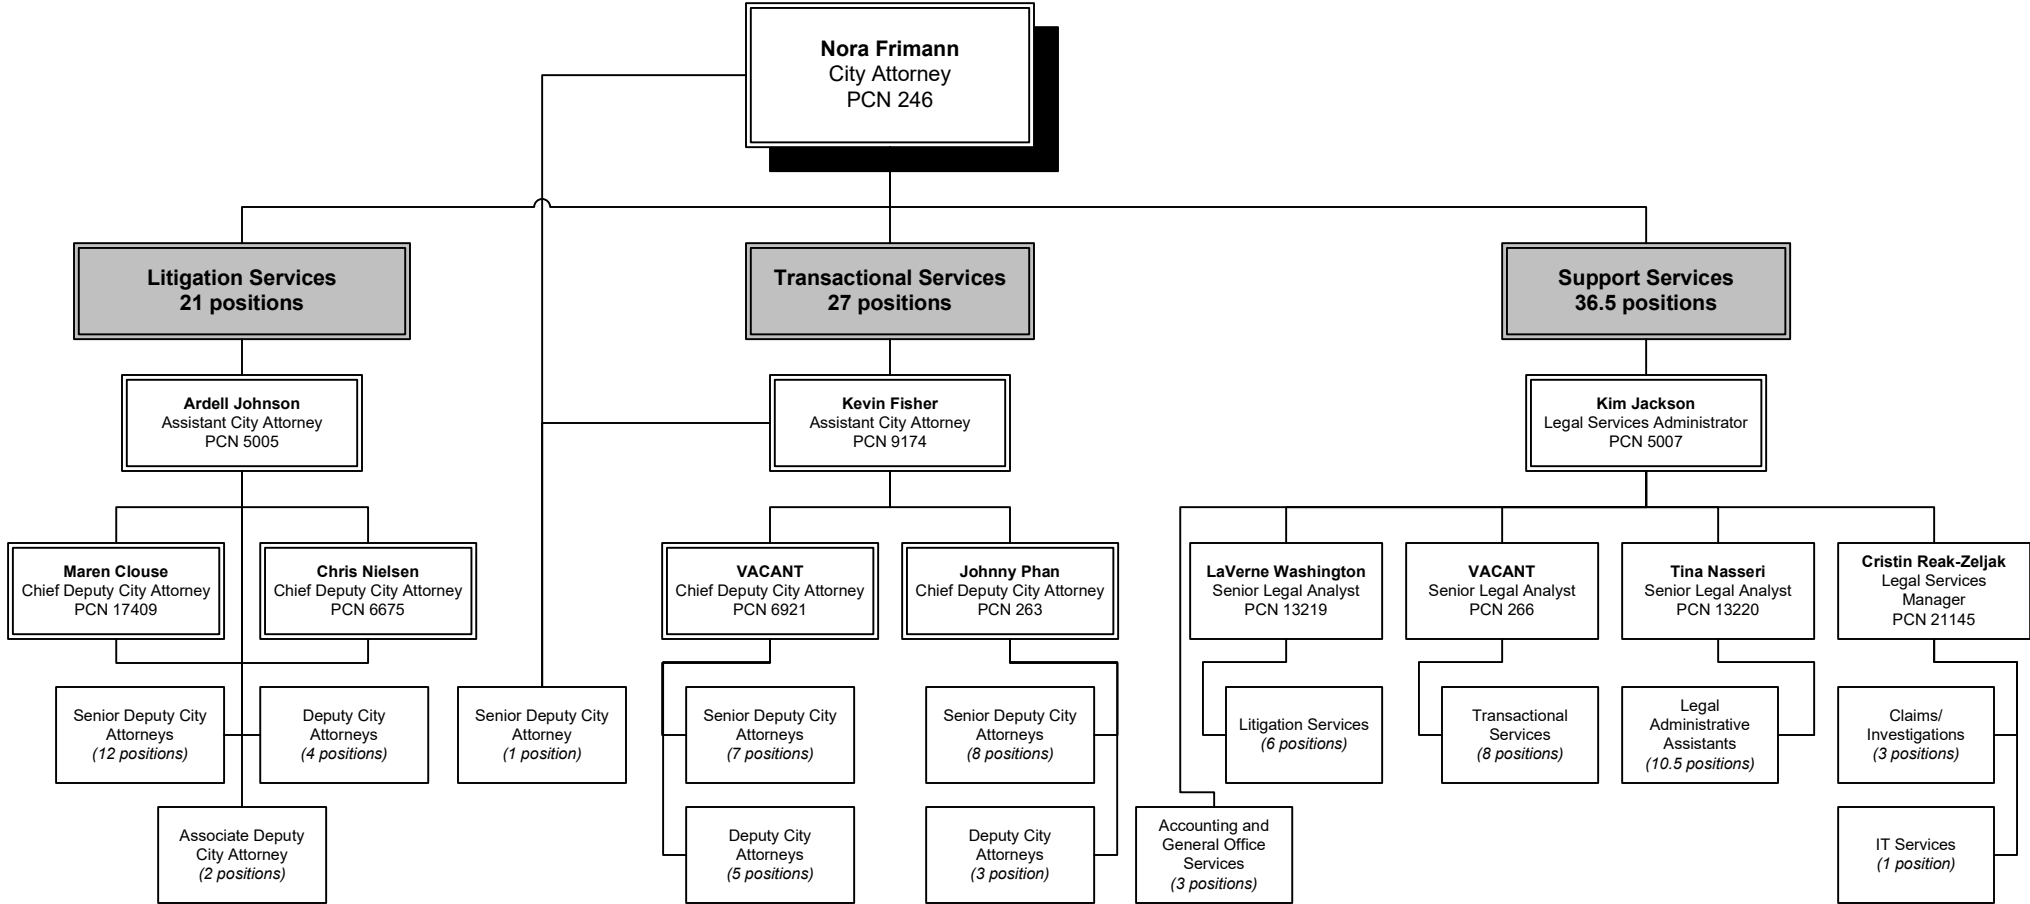 Nora Frimann
City Attorney
PCN 246
Litigation Services
21 positions
Transactional Services
27 positions
Support Services
36.5 positions
Ardell Johnson
Assistant City Attorney
PCN 5005
Kevin Fisher
Assistant City Attorney
PCN 9174
Kim Jackson
Legal Services Administrator
PCN 5007
Maren Clouse
Chief Deputy City Attorney
PCN 17409
Chris Nielsen
Chief Deputy City Attorney
PCN 6675
VACANT
Chief Deputy City Attorney
PCN 6921
Johnny Phan
Chief Deputy City Attorney
PCN 263
LaVerne Washington
Senior Legal Analyst
PCN 13219
VACANT
Senior Legal Analyst
PCN 266
Tina Nasseri
Senior Legal Analyst
PCN 13220
Cristin Reak-Zeljak
Legal Services
Manager
PCN 21145
Senior Deputy City
Attorneys
(12 positions)
Deputy City
Attorneys
(4 positions)
Senior Deputy City
Attorney
(1 position)
Senior Deputy City
Attorneys
(7 positions)
Senior Deputy City
Attorneys
(8 positions)
Litigation Services
(6 positions)
Transactional
Services
(8 positions)
Legal
Administrative
Assistants
(10.5 positions)
Claims/
Investigations
(3 positions)
Associate Deputy
City Attorney
(2 positions)
Deputy City
Attorneys
(5 positions)
Deputy City
Attorneys
(3 position)
Accounting and
General Office
Services
(3 positions)
IT Services
(1 position)